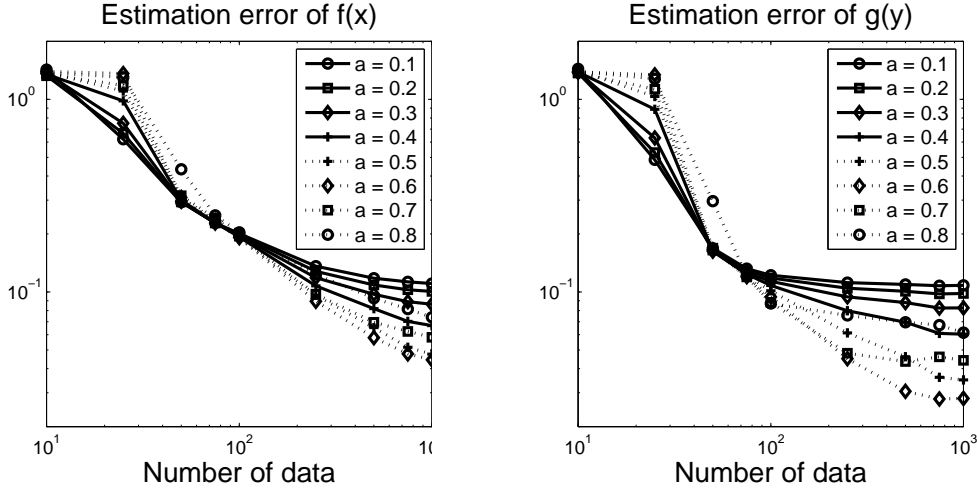 Estimation error of f(x)
10^0
10^-1
a = 0.1
a = 0.2
a = 0.3
a = 0.4
a = 0.5
a = 0.6
a = 0.7
a = 0.8
10^1
10^2
10
Number of data
Estimation error of g(y)
10^0
10^-1
a = 0.1
a = 0.2
a = 0.3
a = 0.4
a = 0.5
a = 0.6
a = 0.7
a = 0.8
10^1
10^2
10^3
Number of data